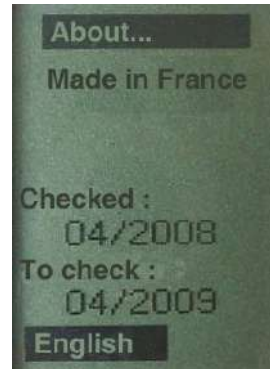 About...
Made in France
Checked :
04/2008
To check :
04/2009
English